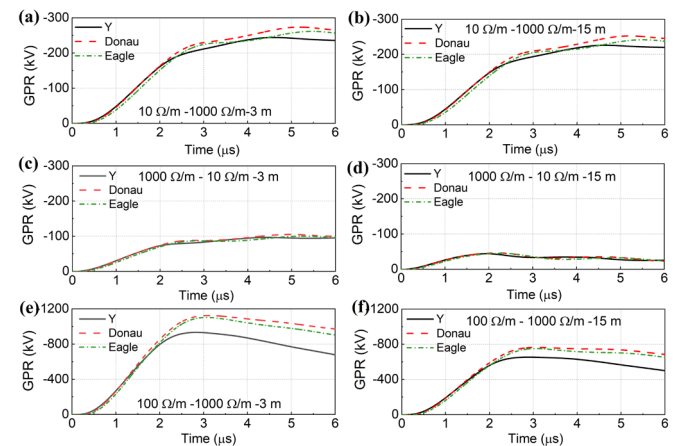 (a)
Y
Donau
Eagle
10 Ω/m -1000 Ω/m-3 m
GPR (kV)
-300
-200
-100
0
0 1 2 3 4 5 6
Time (μs)
(b)
Y
Donau
Eagle
10 Ω/m -1000 Ω/m-15 m
GPR (kV)
-300
-200
-100
0
0 1 2 3 4 5 6
Time (μs)
(c)
Y
Donau
Eagle
1000 Ω/m - 10 Ω/m -3 m
GPR (kV)
-300
-200
-100
0
0 1 2 3 4 5 6
Time (μs)
(d)
Y
Donau
Eagle
1000 Ω/m - 10 Ω/m -15 m
GPR (kV)
-300
-200
-100
0
0 1 2 3 4 5 6
Time (μs)
(e)
Y
Donau
Eagle
100 Ω/m -1000 Ω/m -3 m
GPR (kV)
1200
-800
-400
0
0 1 2 3 4 5 6
Time (μs)
(f)
Y
Donau
Eagle
100 Ω/m - 1000 Ω/m -15 m
GPR (kV)
1200
-800
-400
0
0 1 2 3 4 5 6
Time (μs)